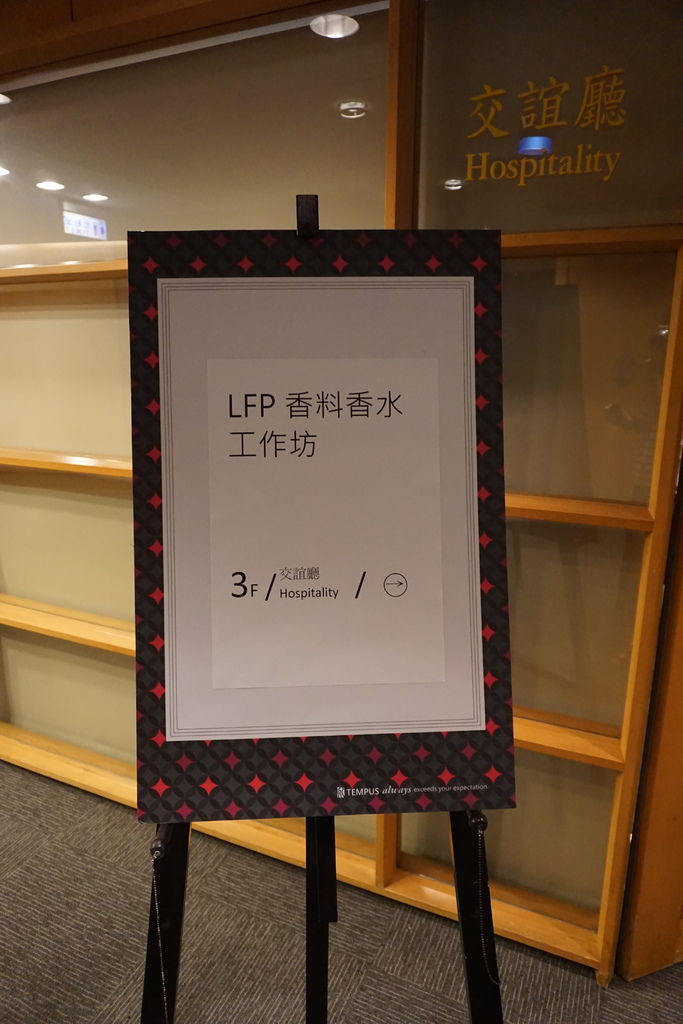 交誼廳
Hospitality
LFP 香料香水
工作坊
3F / 交誼廳 Hospitality / →
TEMPUS always exceeds your expectation